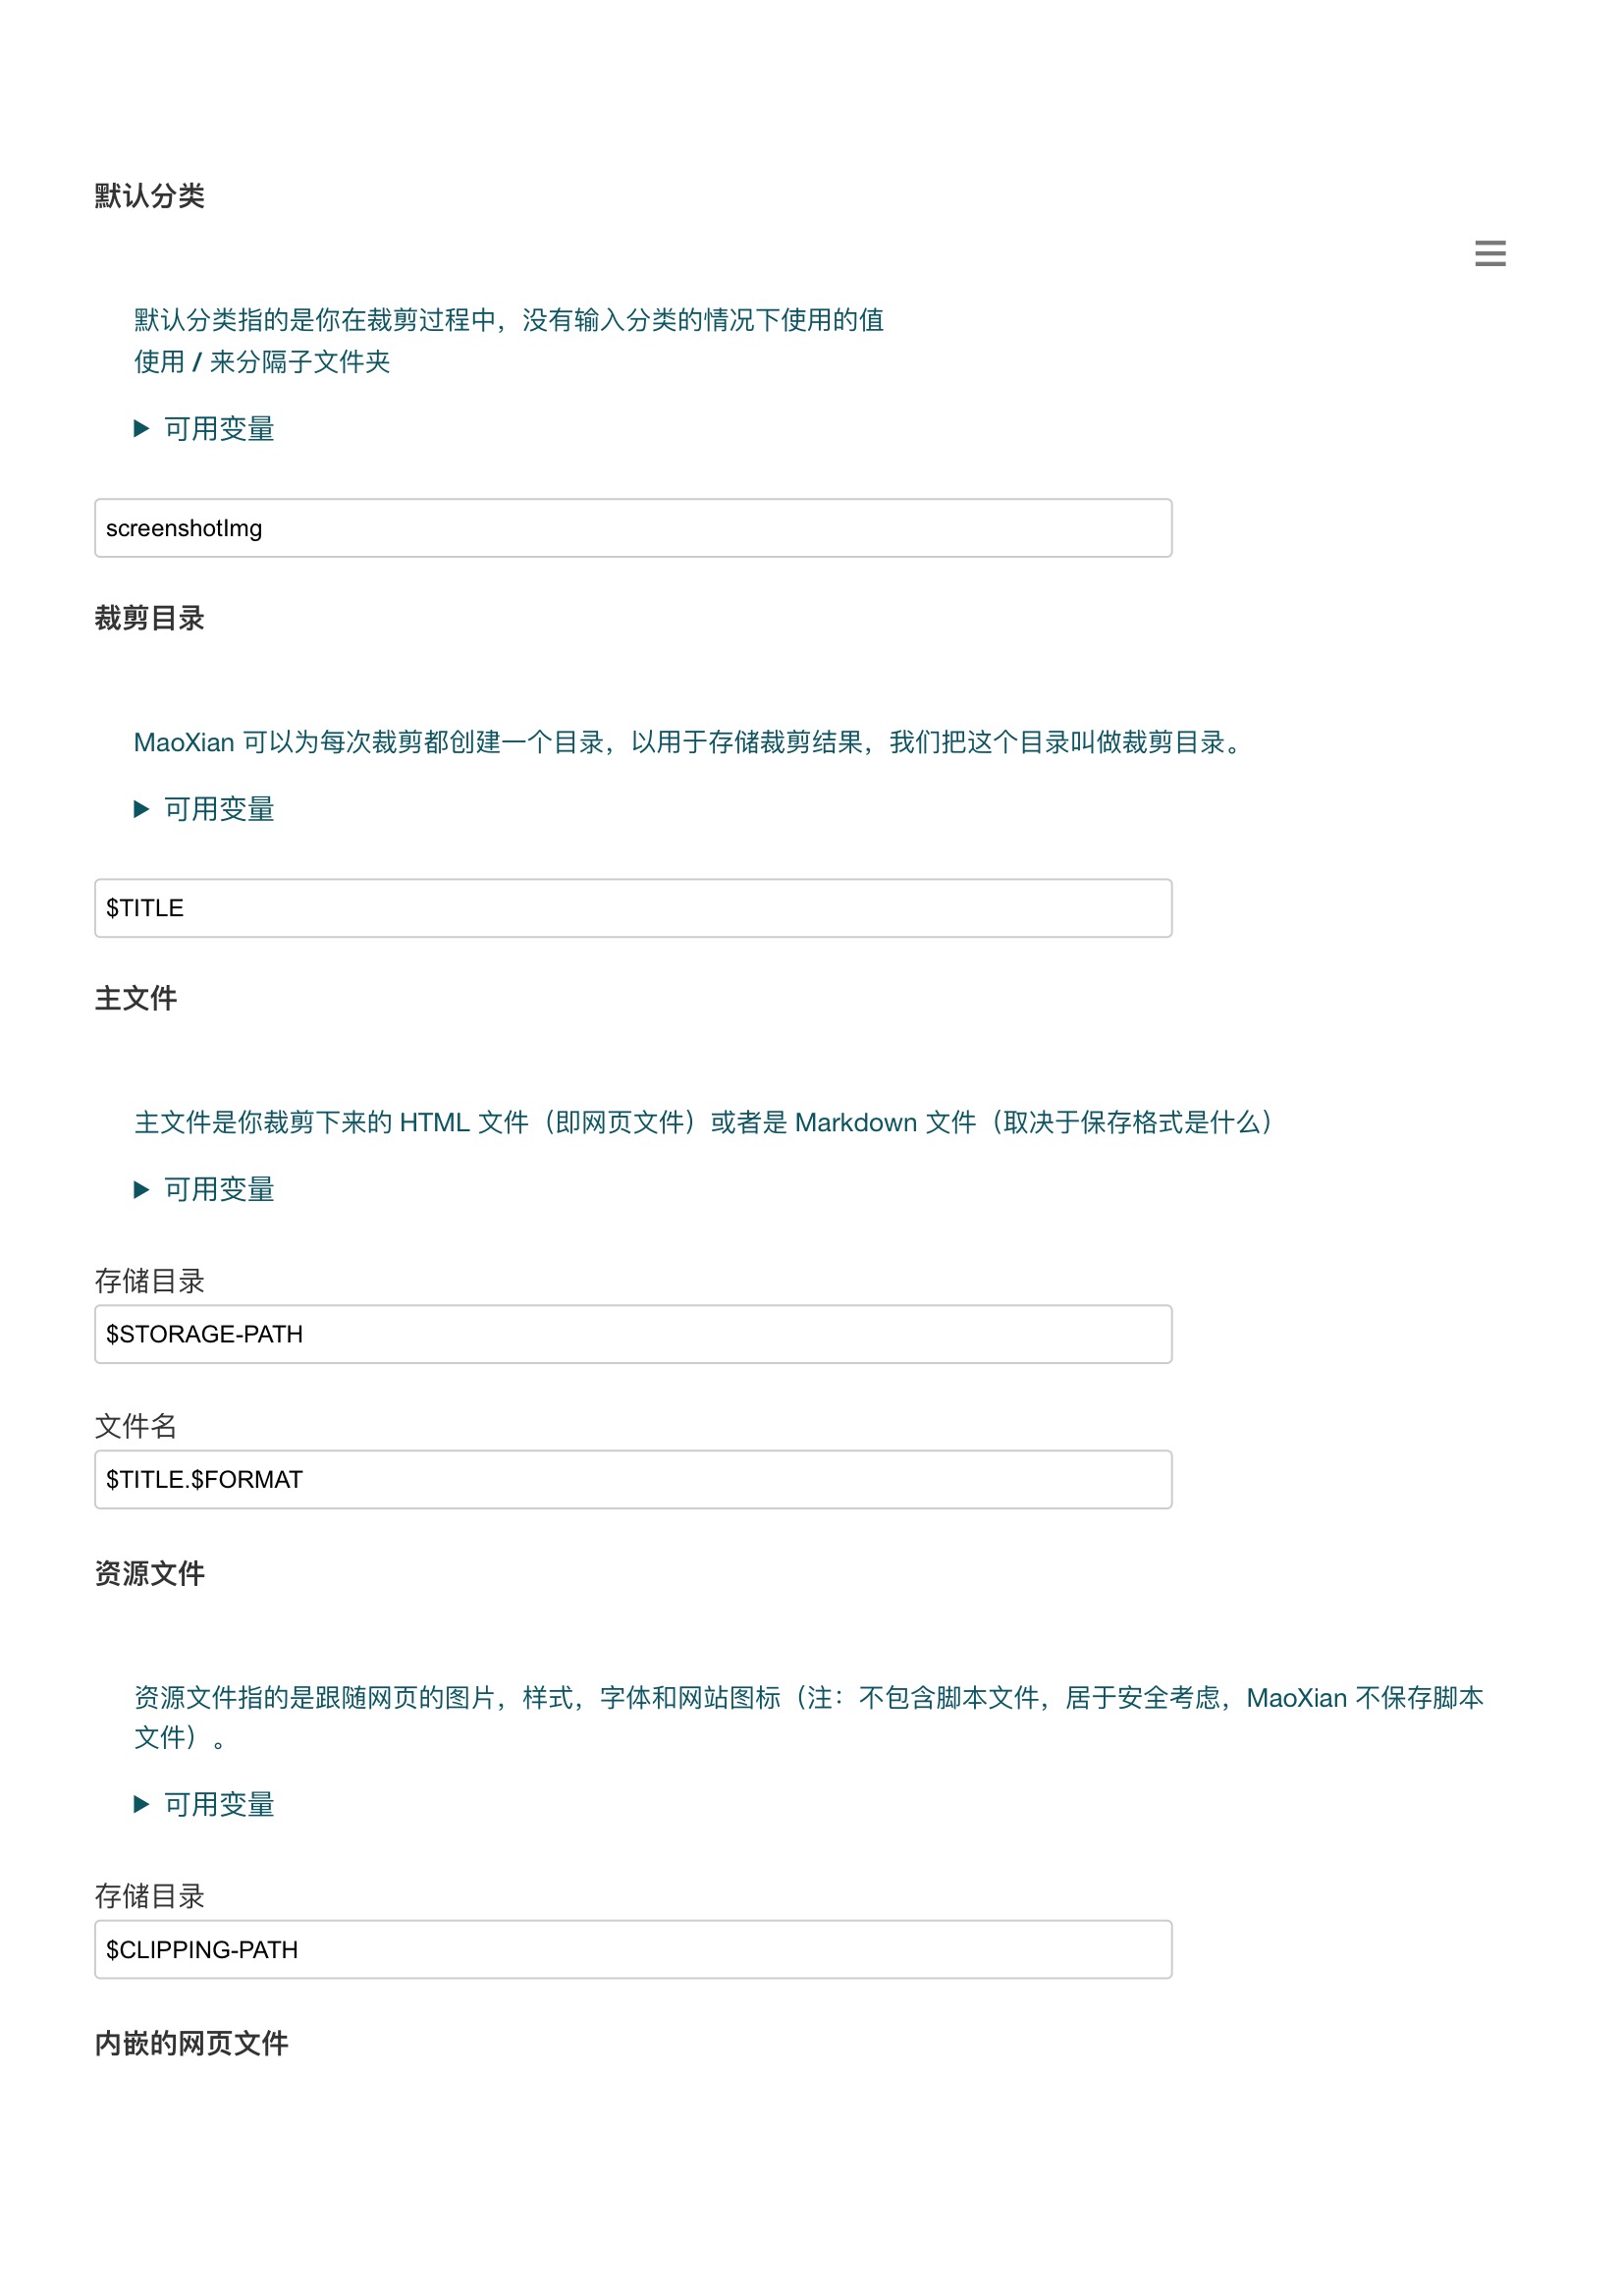 默认分类
默认分类指的是你在裁剪过程中，没有输入分类的情况下使用的值
使用 / 来分隔子文件夹
▶ 可用变量
screenshotImg
裁剪目录
MaoXian 可以为每次裁剪都创建一个目录，以用于存储裁剪结果，我们把这个目录叫做裁剪目录。
▶ 可用变量
$TITLE
主文件
主文件是你裁剪下来的 HTML 文件（即网页文件）或者是 Markdown 文件（取决于保存格式是什么）
▶ 可用变量
存储目录
$STORAGE-PATH
文件名
$TITLE.$FORMAT
资源文件
资源文件指的是跟随网页的图片，样式，字体和网站图标（注：不包含脚本文件，居于安全考虑，MaoXian 不保存脚本
文件）。
▶ 可用变量
存储目录
$CLIPPING-PATH
内嵌的网页文件